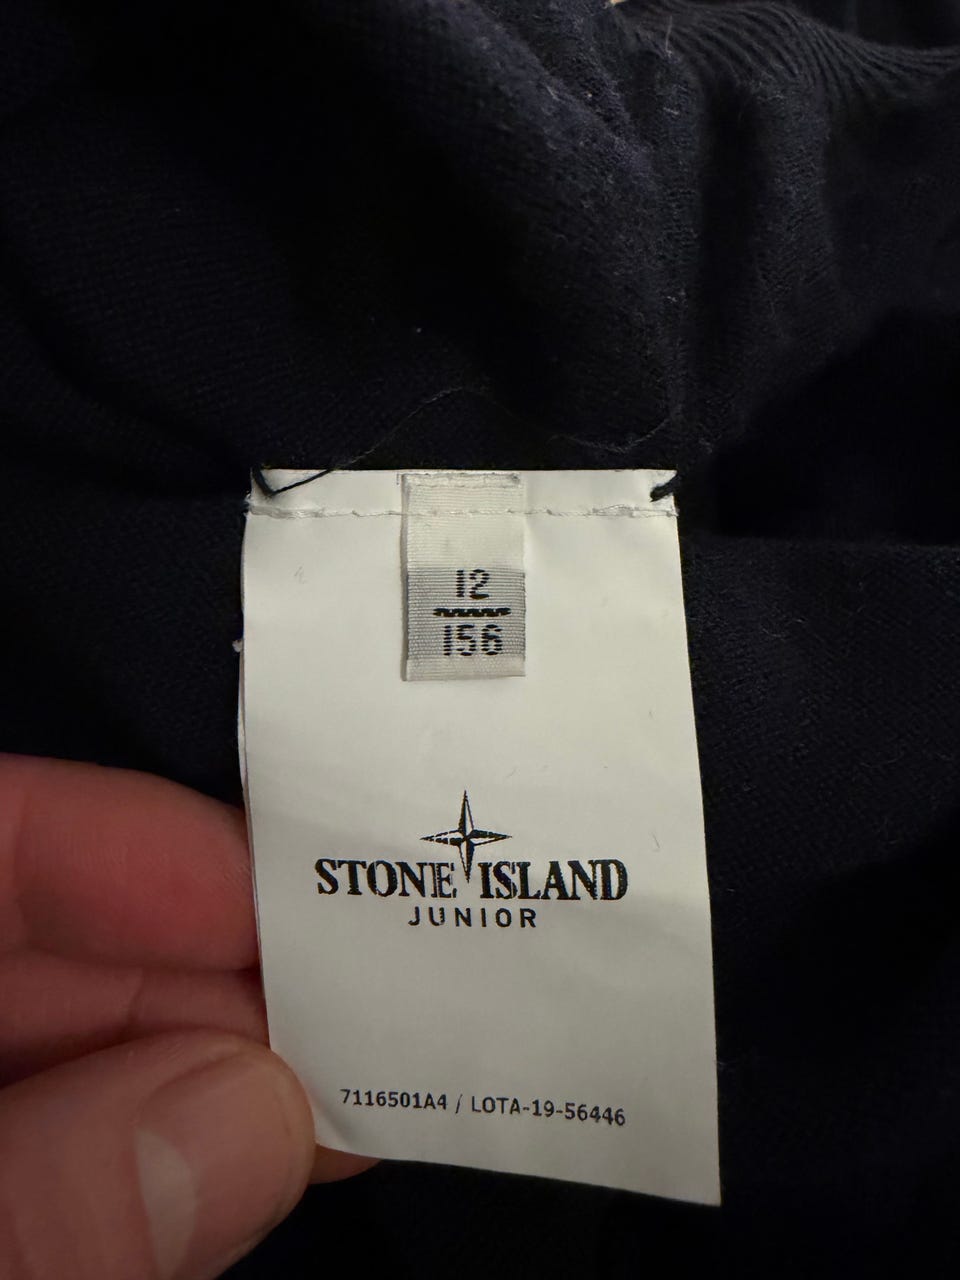 12
156
STONE ISLAND
JUNIOR
7116501A4 / LOTA-19-56446